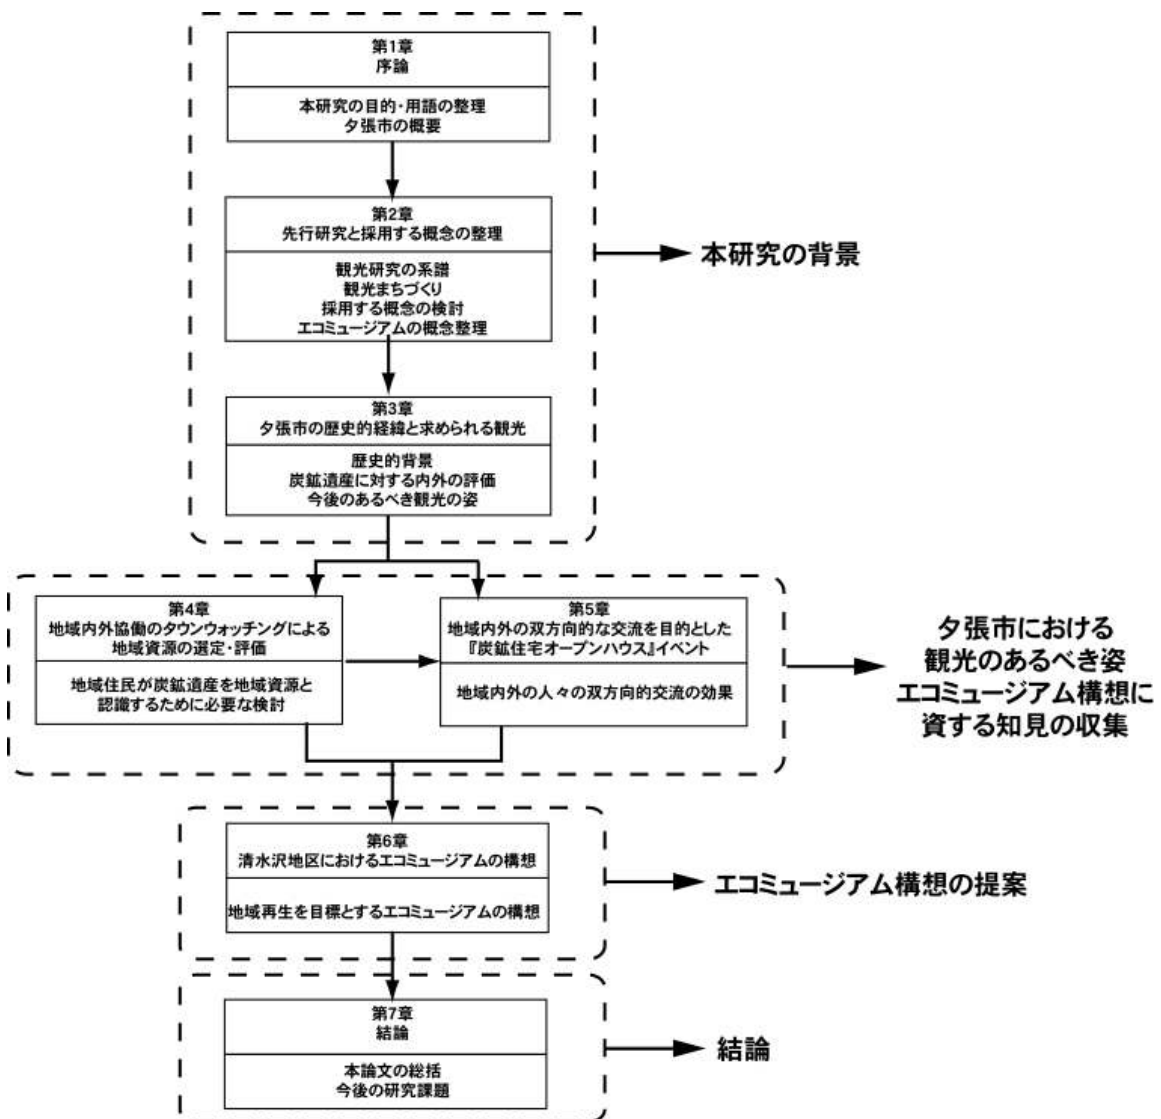 第1章
序論
本研究の目的・用語の整理
夕張市の概要
第2章
先行研究と採用する概念の整理
観光研究の系譜
観光まちづくり
採用する概念の検討
エコミュージアムの概念整理
本研究の背景
第3章
夕張市の歴史的経緯と求められる観光
歴史的背景
炭鉱遺産に対する内外の評価
今後のあるべき観光の姿
第4章
地域内外協働のタウンウォッチングによる
地域資源の選定・評価
地域住民が炭鉱遺産を地域資源と
認識するために必要な検討
第5章
地域内外の双方向的な交流を目的とした
『炭鉱住宅オープンハウス』イベント
地域内外の人々の双方向的交流の効果
夕張市における
観光のあるべき姿
エコミュージアム構想に
資する知見の収集
第6章
清水沢地区におけるエコミュージアムの構想
地域再生を目標とするエコミュージアムの構想
エコミュージアム構想の提案
第7章
結論
本論文の総括
今後の研究課題
結論